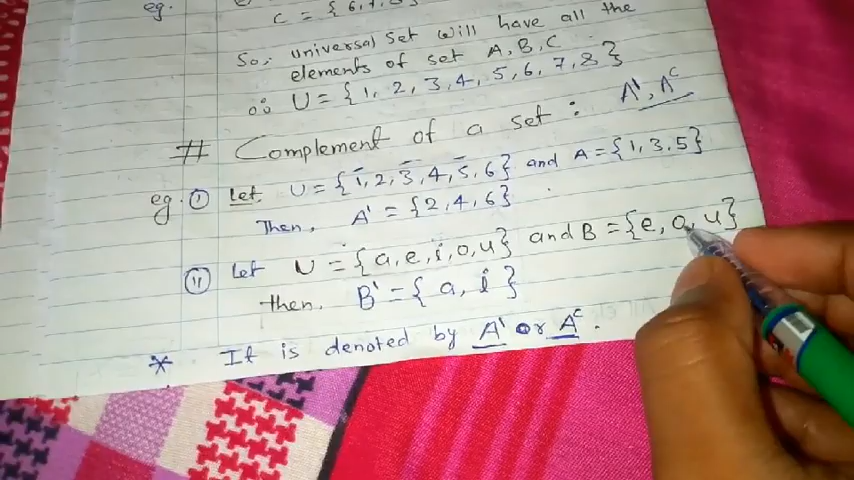 eg.
C = {6,7,8}
So, universal set will have all the
elements of set A, B, C
∴ U = {1, 2, 3, 4, 5, 6, 7, 8}
# Complement of a set : A', Aᶜ
eg. (i) Let, U = {1, 2, 3, 4, 5, 6} and A = {1, 3, 5}
Then, A' = {2, 4, 6}
(ii) Let U = {a, e, i, o, u} and B = {e, o, u}
then, B' = {a, i}
* It is denoted by A' or Aᶜ.